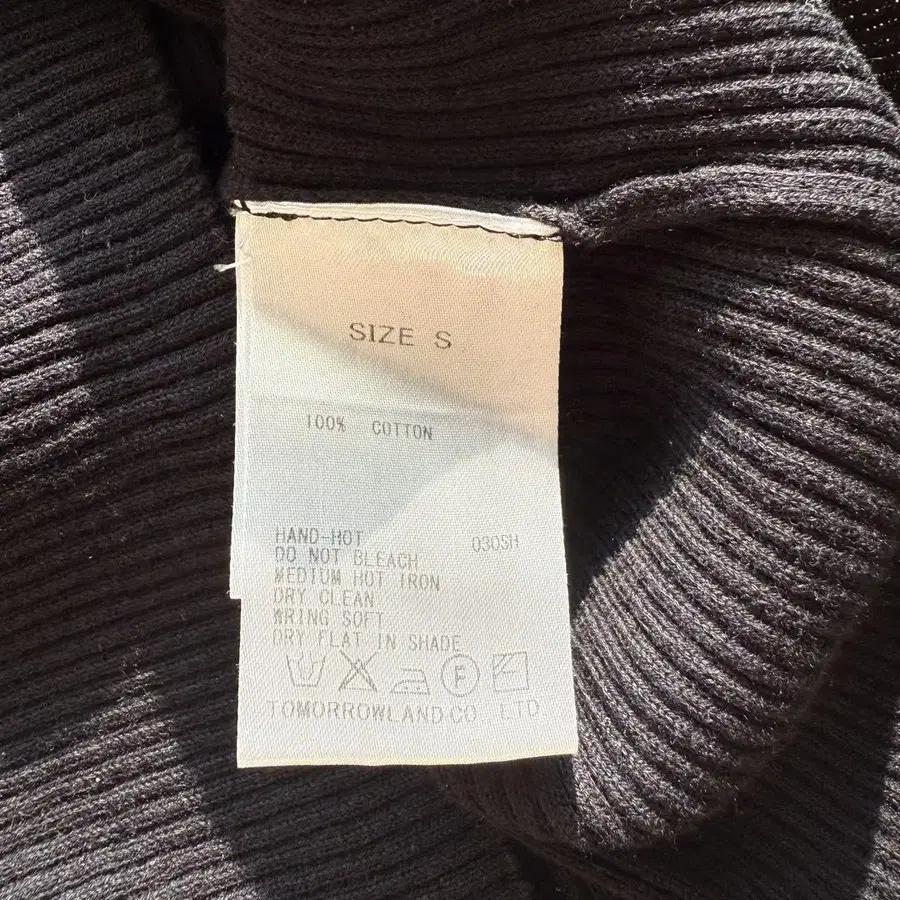 SIZE S
100% COTTON
HAND-HOT 030SH
DO NOT BLEACH
MEDIUM HOT IRON
DRY CLEAN
WRING SOFT
DRY FLAT IN SHADE
F
TOMORROWLAND CO LTD